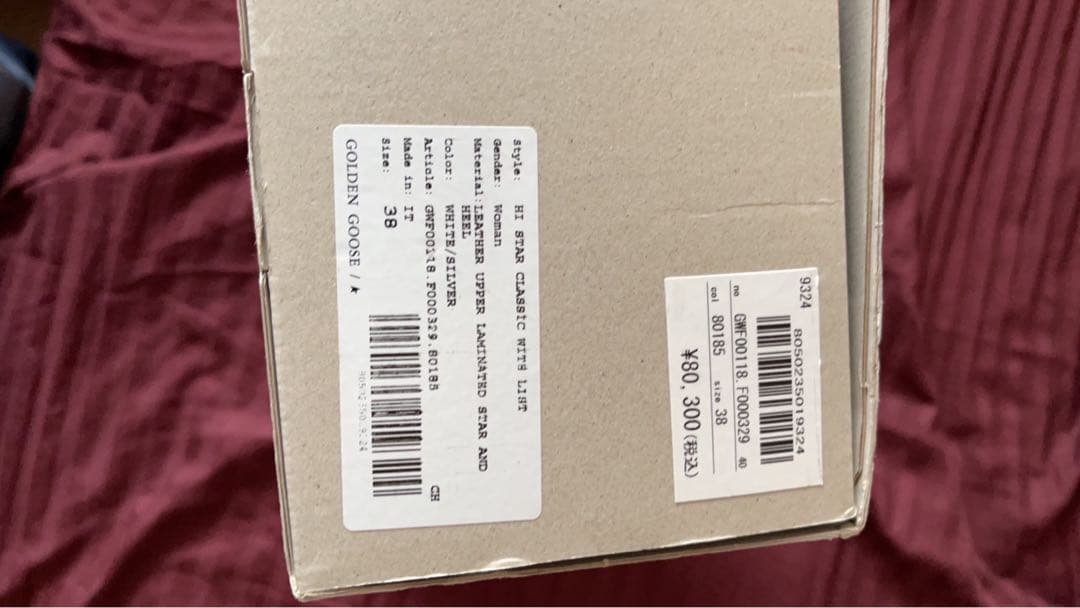 Style: HI STAR CLASSIC WITH LIST
Gender: Woman
Material:LEATHER UPPER LAMINATED STAR AND
HEEL
Color: WHITE/SILVER
Article: GWF00118.F000329.80185
Made in: IT
CH
Size: 38
GOLDEN GOOSE / k
9324
8050235019324
no GWF00118.F000329 40
col 80185 size 38
¥80,300(税込)